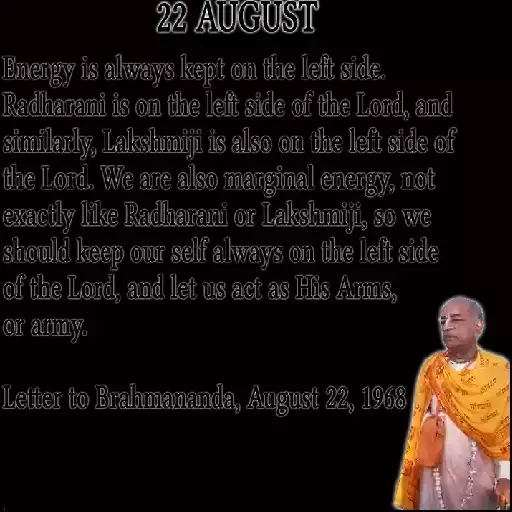 22 AUGUST
Energy is always kept on the left side.
Radharani is on the left side of the Lord, and
similarly, Lakshmiji is also on the left side of
the Lord. We are also marginal energy, not
exactly like Radharani or Lakshmiji, so we
should keep our self always on the left side
of the Lord, and let us act as His Arms,
or army.
Letter to Brahmananda, August 22, 1968